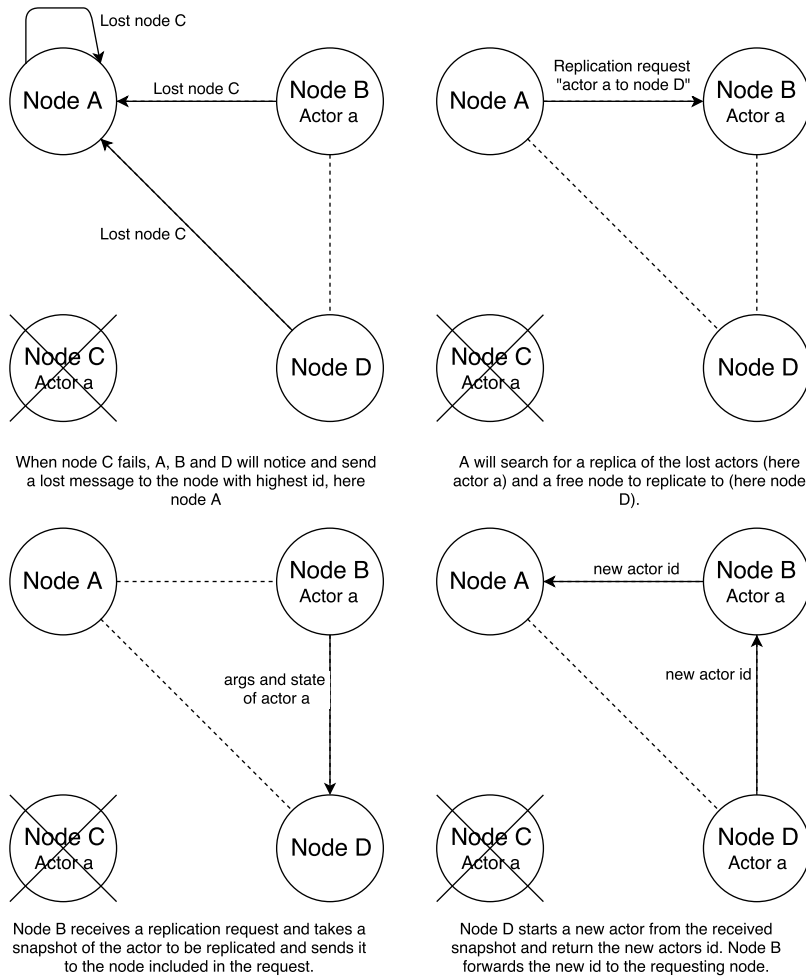 Lost node C
Node A
Lost node C
Node B
Actor a
Lost node C
Node C
Actor a
Node D
When node C fails, A, B and D will notice and send
a lost message to the node with highest id, here
node A
Node A
Replication request
"actor a to node D"
Node B
Actor a
Node C
Actor a
Node D
A will search for a replica of the lost actors (here
actor a) and a free node to replicate to (here node
D).
Node A
Node B
Actor a
args and state
of actor a
Node C
Actor a
Node D
Node B receives a replication request and takes a
snapshot of the actor to be replicated and sends it
to the node included in the request.
Node A
new actor id
Node B
Actor a
new actor id
Node C
Actor a
Node D
Actor a
Node D starts a new actor from the received
snapshot and return the new actors id. Node B
forwards the new id to the requesting node.